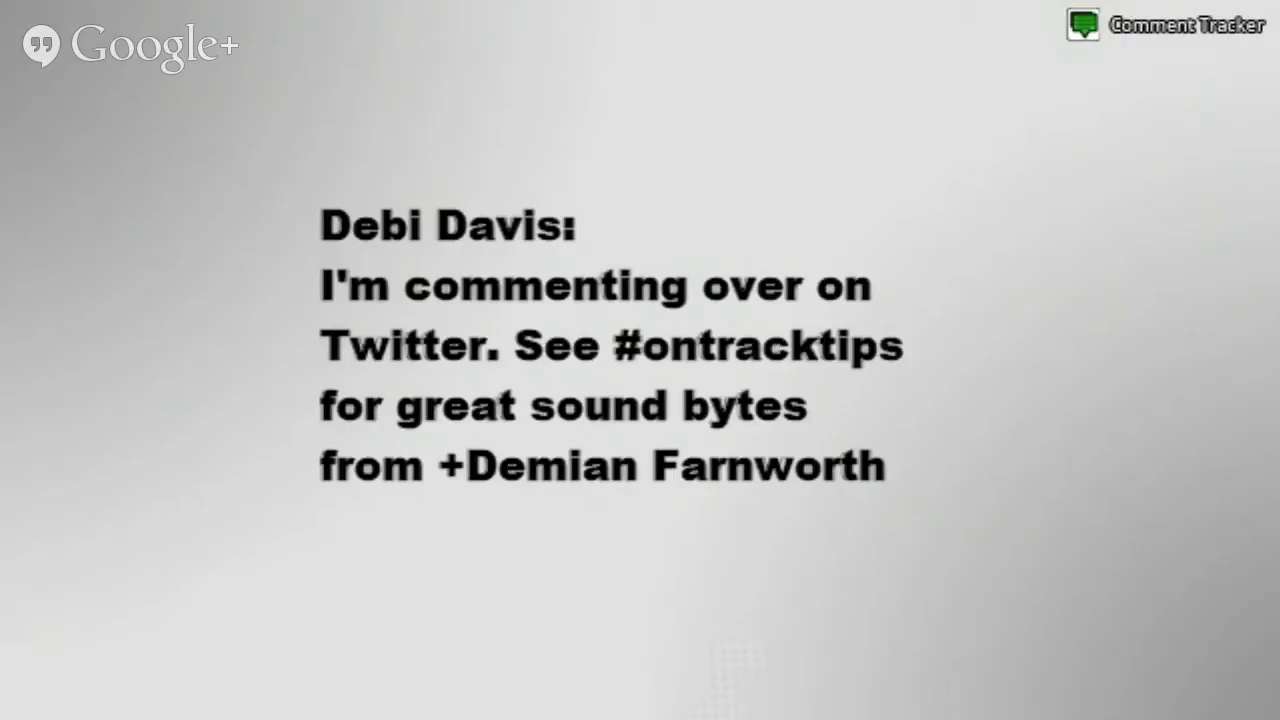 Google+
Comment Tracker
Debi Davis:
I'm commenting over on
Twitter. See #ontracktips
for great sound bytes
from +Demian Farnworth